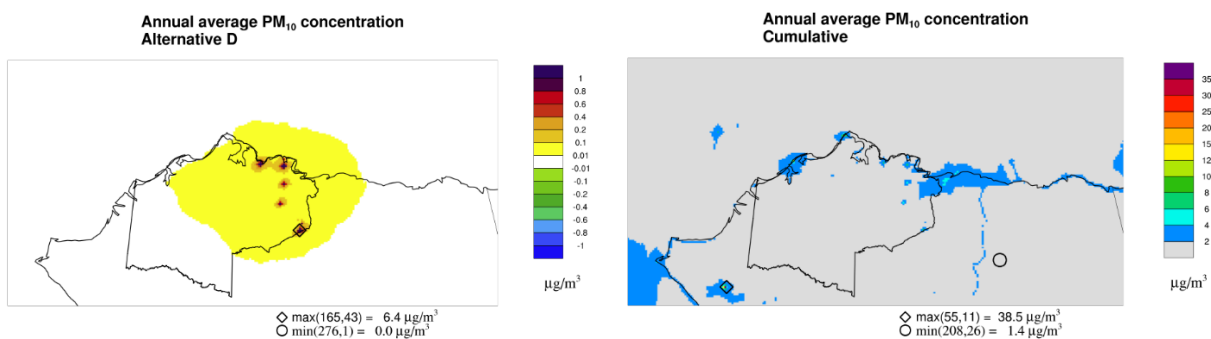 Annual average PM₁₀ concentration
Alternative D
1
0.8
0.6
0.4
0.2
0.1
0.01
-0.1
-0.2
-0.4
-0.6
-0.8
-1
µg/m³
max(165,43) = 6.4 µg/m³
min(276,1) = 0.0 µg/m³
Annual average PM₁₀ concentration
Cumulative
35
30
25
20
15
12
10
8
6
4
2
µg/m³
max(55,11) = 38.5 µg/m³
min(208,26) = 1.4 µg/m³